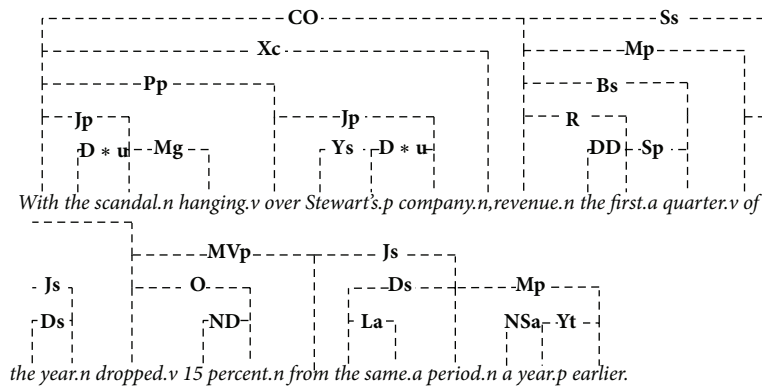 CO Ss
Xc Mp
Pp Bs
Jp Jp R
D ∗ u Mg Ys D ∗ u DD Sp
With the scandal.n hanging.v over Stewart's.p company.n,revenue.n the first.a quarter.v of
MVp Js
Js O Ds Mp
Ds ND La NSa Yt
the year.n dropped.v 15 percent.n from the same.a period.n a year.p earlier.